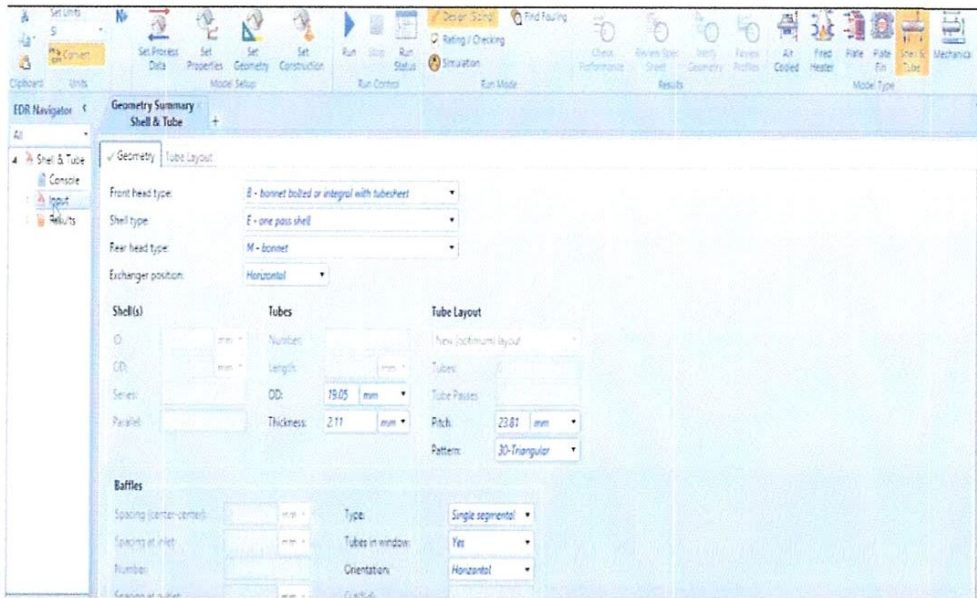 Set Units
SI
Convert
Clipboard
Units
Set Process Data
Set Properties
Set Geometry
Set Construction
Model Setup
Run
Stop
Run Status
Run Control
Design (Sizing)
Rating / Checking
Simulation
Find Fouling
Run Mode
Check Performance
Review Spec Sheet
Verify Geometry
Review Profiles
Results
Air Cooled
Fired Heater
Plate
Plate Fin
Shell & Tube
Mechanical
Model Type
EDR Navigator
All
Shell & Tube
Console
Input
Results
Geometry Summary
Shell & Tube +
Geometry Tube Layout
Front head type: B - bonnet bolted or integral with tubesheet
Shell type: E - one pass shell
Rear head type: M - bonnet
Exchanger position: Horizontal
Shell(s) Tubes Tube Layout
ID: mm Number: New (optimum) layout
OD: mm Length: mm Tubes:
Series: OD: 19.05 mm Tube Passes
Parallel: Thickness: 2.11 mm Pitch: 23.81 mm
Pattern: 30-Triangular
Baffles
Spacing (center-center): mm Type: Single segmental
Spacing at inlet: mm Tubes in window: Yes
Number: Orientation: Horizontal
Spacing at outlet: mm